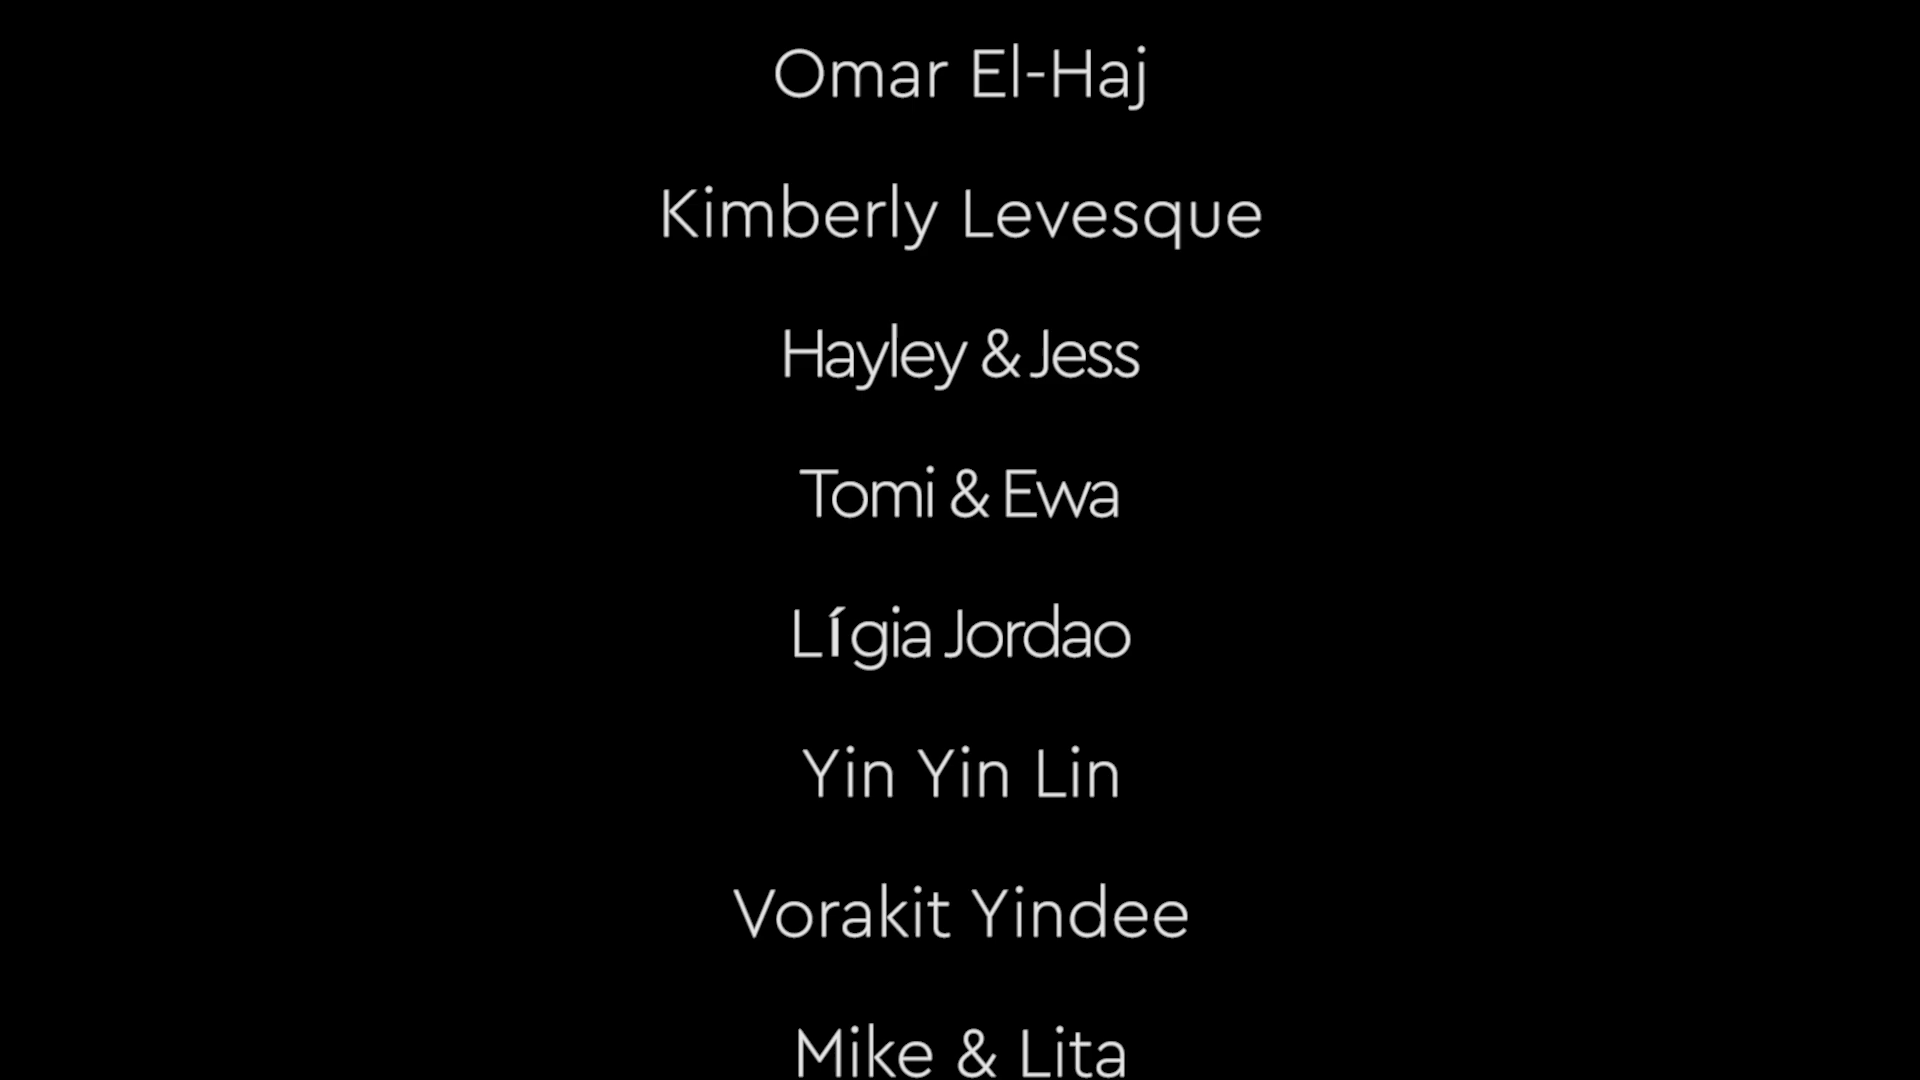 Omar El-Haj
Kimberly Levesque
Hayley & Jess
Tomi & Ewa
Lígia Jordao
Yin Yin Lin
Vorakit Yindee
Mike & Lita